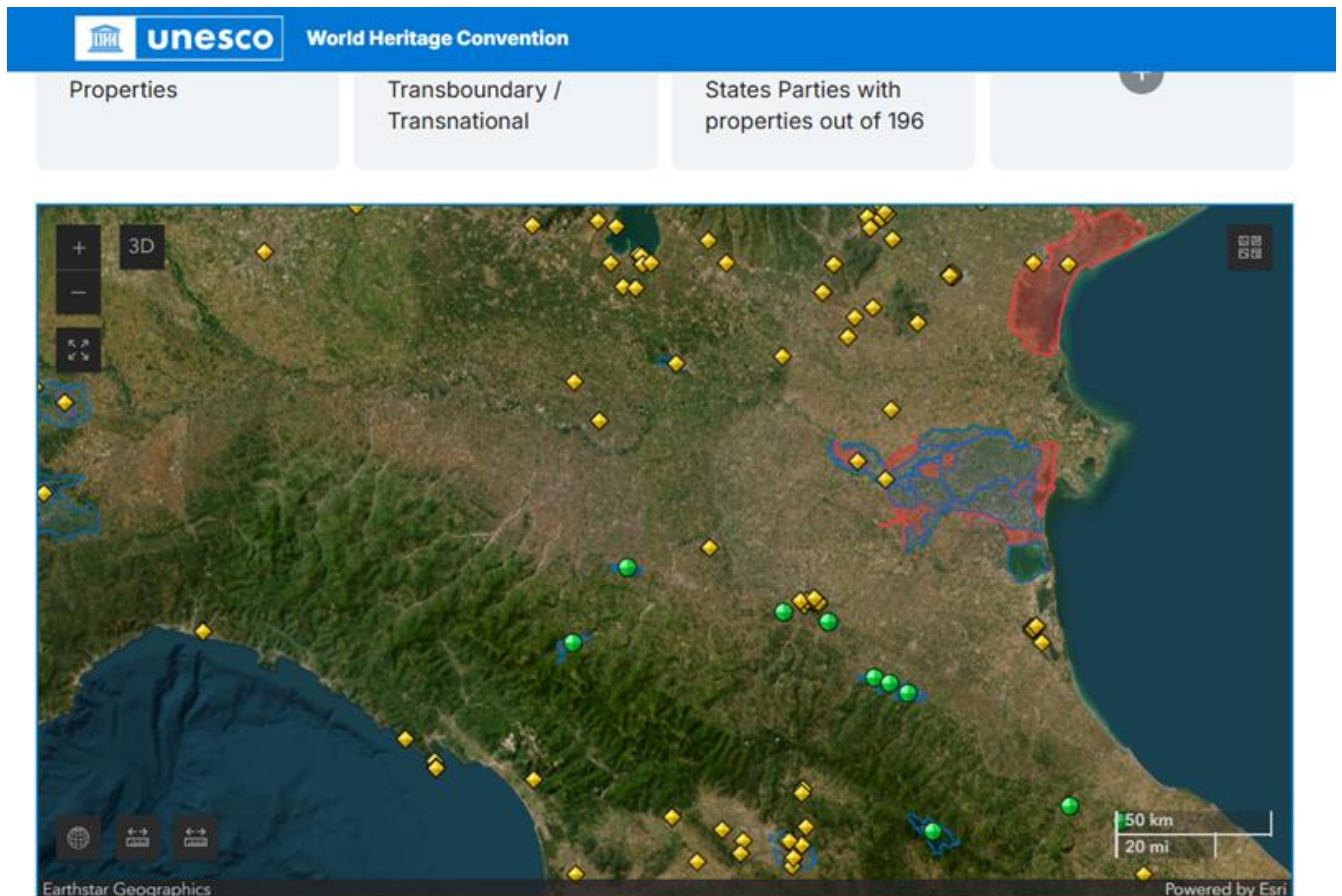 unesco
World Heritage Convention
Properties
Transboundary /
Transnational
States Parties with
properties out of 196
+
+
3D
−
50 km
20 mi
Earthstar Geographics
Powered by Esri